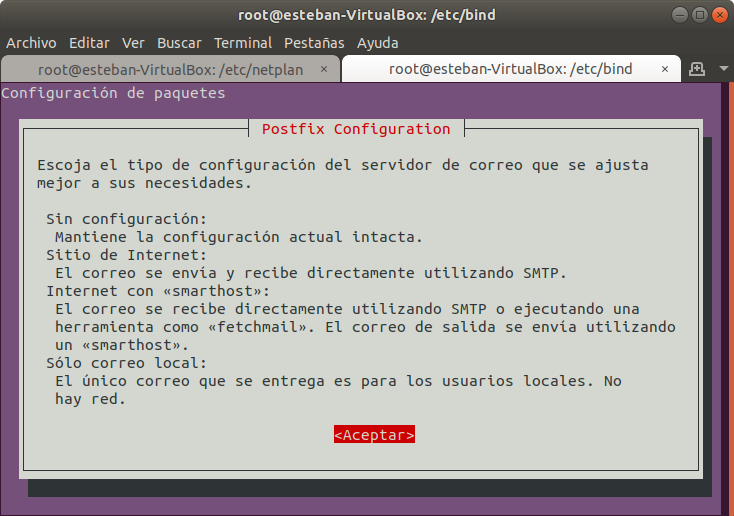 root@esteban-VirtualBox: /etc/bind
Archivo Editar Ver Buscar Terminal Pestañas Ayuda
root@esteban-VirtualBox: /etc/netplan × root@esteban-VirtualBox: /etc/bind ×
Configuración de paquetes
Postfix Configuration
Escoja el tipo de configuración del servidor de correo que se ajusta
mejor a sus necesidades.
Sin configuración:
Mantiene la configuración actual intacta.
Sitio de Internet:
El correo se envía y recibe directamente utilizando SMTP.
Internet con «smarthost»:
El correo se recibe directamente utilizando SMTP o ejecutando una
herramienta como «fetchmail». El correo de salida se envía utilizando
un «smarthost».
Sólo correo local:
El único correo que se entrega es para los usuarios locales. No
hay red.
<Aceptar>